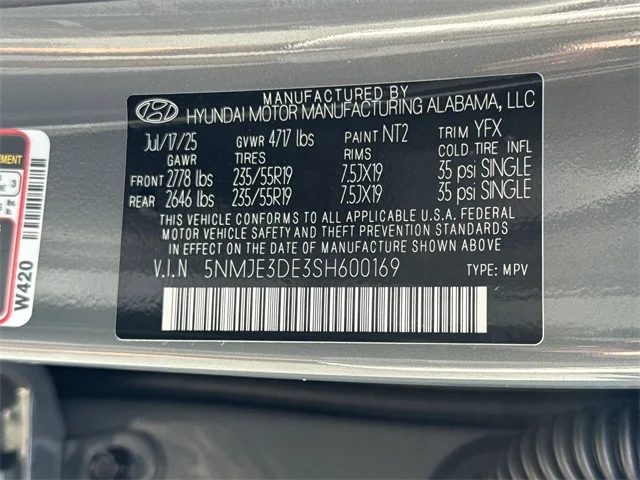 MANUFACTURED BY
HYUNDAI MOTOR MANUFACTURING ALABAMA, LLC
Jul/17/25 GVWR 4717 lbs PAINT NT2 TRIM YFX
GAWR TIRES RIMS COLD TIRE INFL
FRONT 2778 lbs 235/55R19 7.5JX19 35 psi SINGLE
REAR 2646 lbs 235/55R19 7.5JX19 35 psi SINGLE
THIS VEHICLE CONFORMS TO ALL APPLICABLE U.S.A. FEDERAL
MOTOR VEHICLE SAFETY AND THEFT PREVENTION STANDARDS
IN EFFECT ON THE DATE OF MANUFACTURE SHOWN ABOVE
V.I.N 5NMJE3DE3SH600169 TYPE: MPV
W420